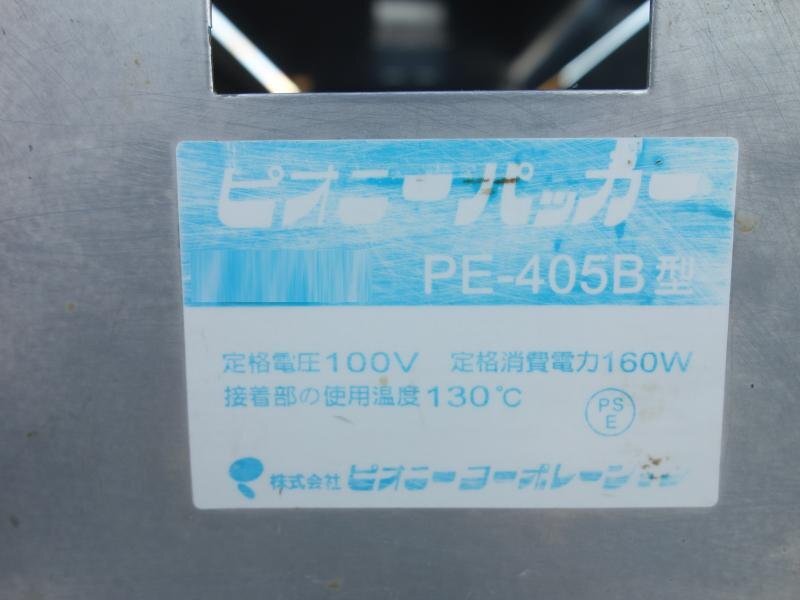 ピオニーパッカー
PE-405B型
定格電圧100V 定格消費電力160W
接着部の使用温度130℃
PS
E
株式会社 ピオニーコーポレーション